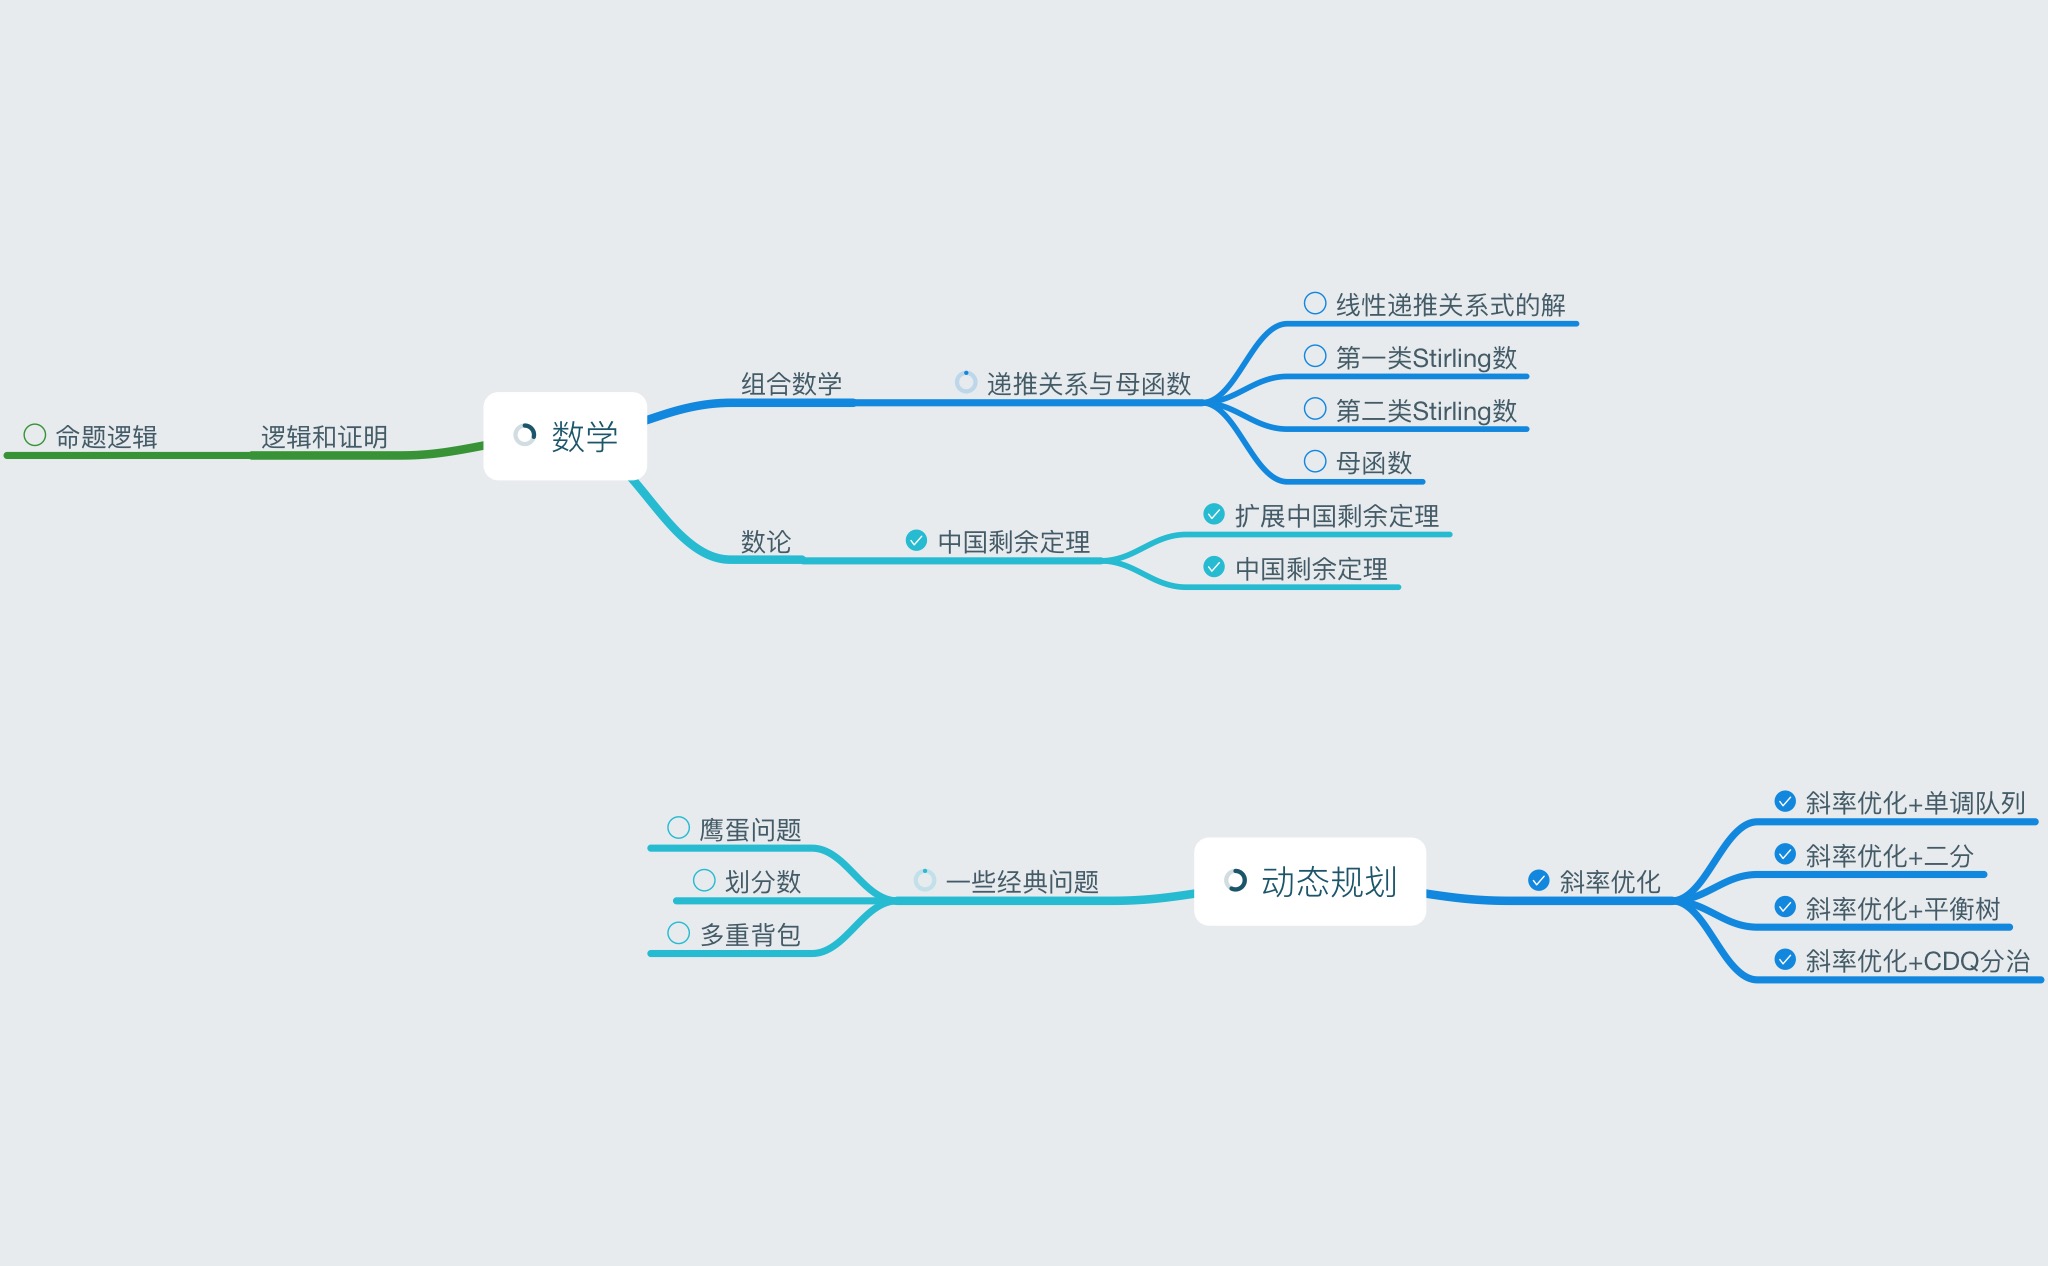 数学
组合数学
递推关系与母函数
线性递推关系式的解
第一类Stirling数
第二类Stirling数
母函数
数论
中国剩余定理
扩展中国剩余定理
中国剩余定理
逻辑和证明
命题逻辑
动态规划
斜率优化
斜率优化+单调队列
斜率优化+二分
斜率优化+平衡树
斜率优化+CDQ分治
一些经典问题
鹰蛋问题
划分数
多重背包